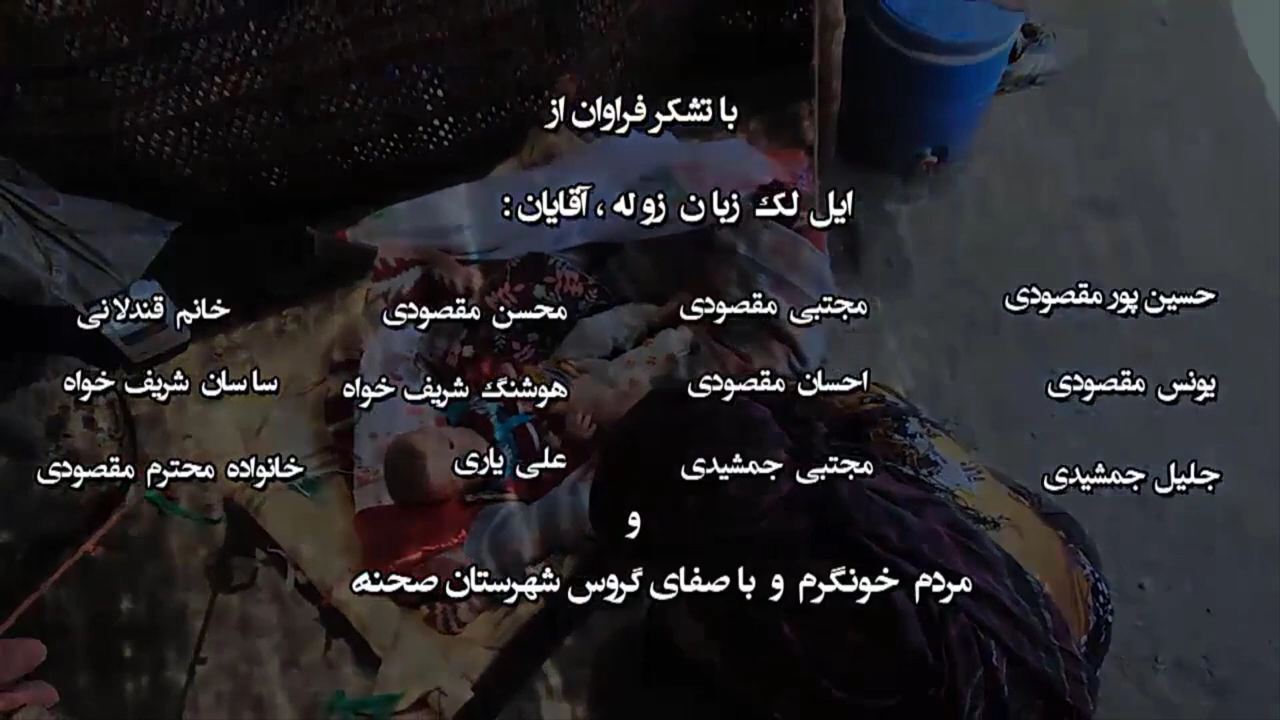 با تشکر فراوان از
ایل لک زبان زوله ، آقایان :
حسین پور مقصودی مجتبی مقصودی محسن مقصودی خانم قندلانی
یونس مقصودی احسان مقصودی هوشنگ شریف خواه ساسان شریف خواه
جلیل جمشیدی مجتبی جمشیدی علی یاری خانواده محترم مقصودی
و
مردم خونگرم و با صفای گروس شهرستان صحنه